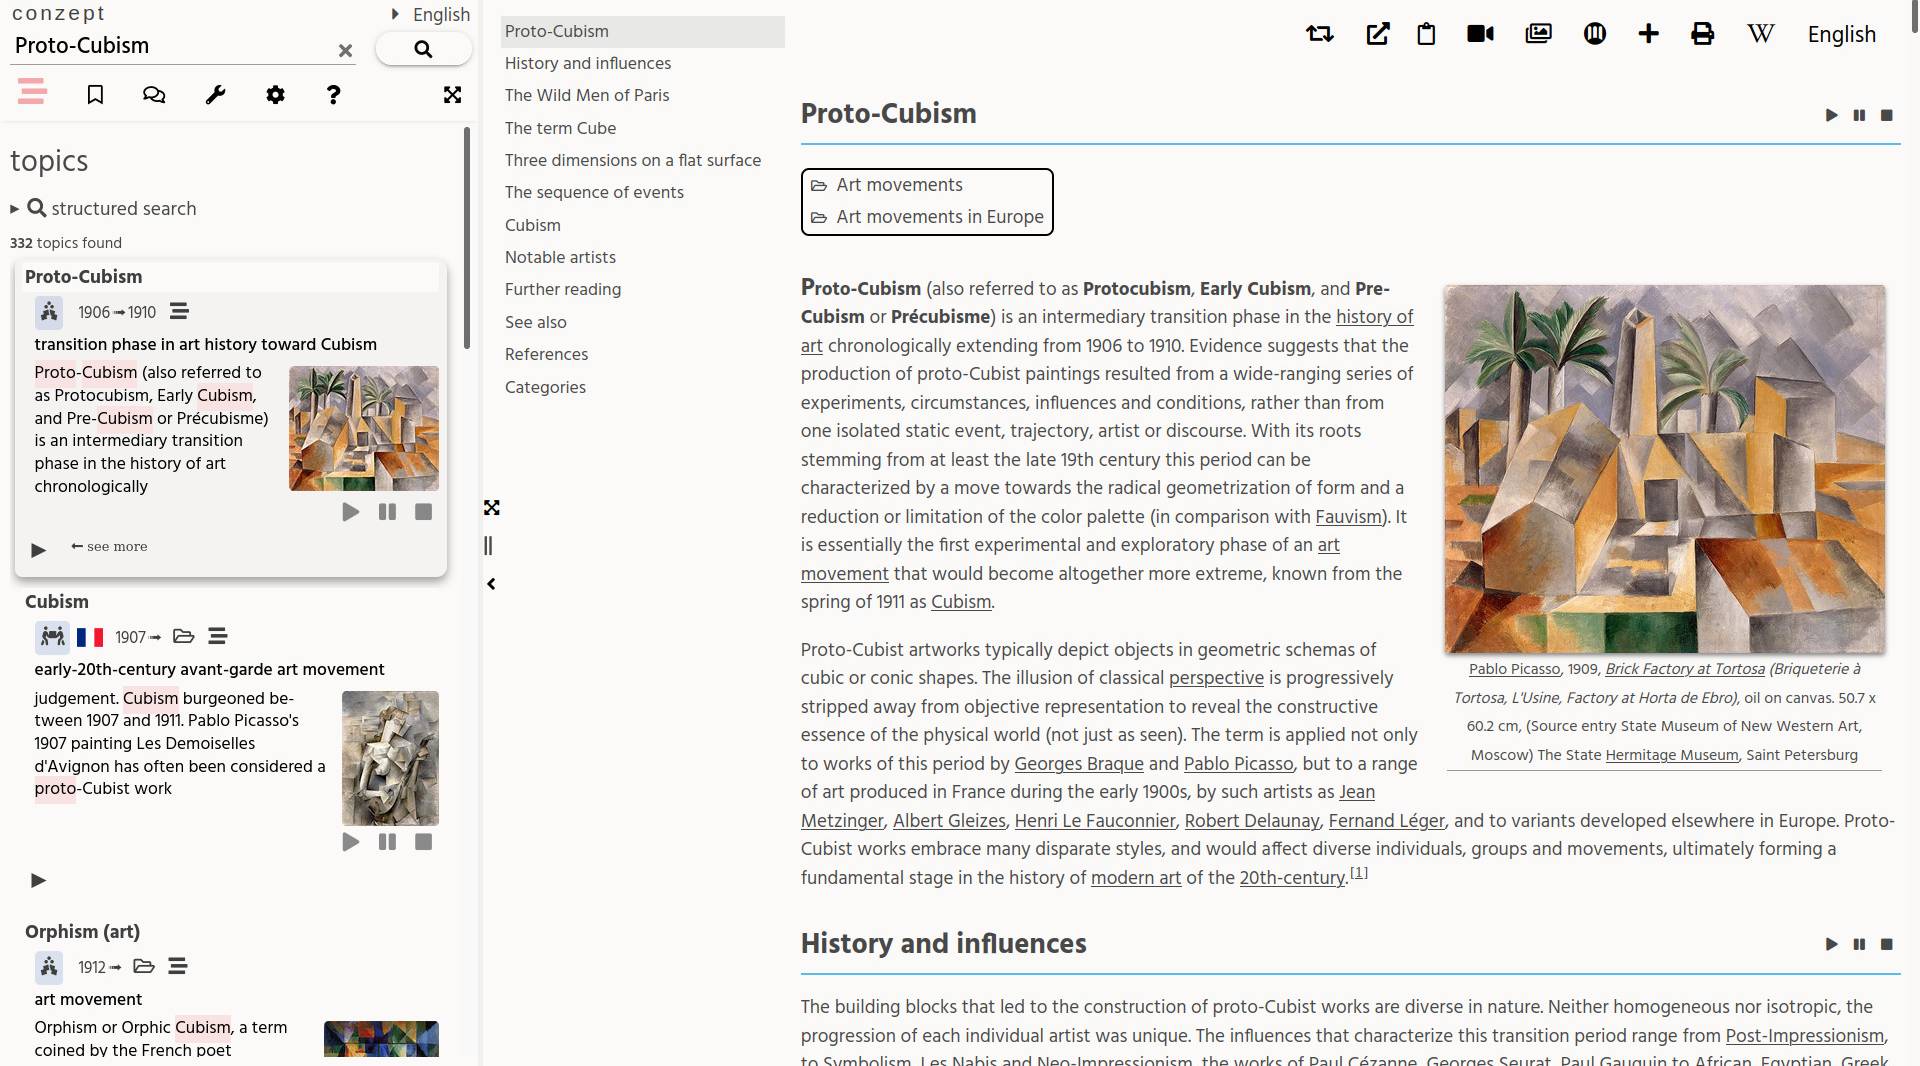 conzept
English
Proto-Cubism
topics
structured search
332 topics found
Proto-Cubism
1906 ➞ 1910
transition phase in art history toward Cubism
Proto-Cubism (also referred to
as Protocubism, Early Cubism,
and Pre-Cubism or Précubisme)
is an intermediary transition
phase in the history of art
chronologically
← see more
Cubism
1907 ➞
early-20th-century avant-garde art movement
judgement. Cubism burgeoned be-
tween 1907 and 1911. Pablo Picasso's
1907 painting Les Demoiselles
d'Avignon has often been considered a
proto-Cubist work
Orphism (art)
1912 ➞
art movement
Orphism or Orphic Cubism, a term
coined by the French poet
Proto-Cubism
History and influences
The Wild Men of Paris
The term Cube
Three dimensions on a flat surface
The sequence of events
Cubism
Notable artists
Further reading
See also
References
Categories
W English
Proto-Cubism
Art movements
Art movements in Europe
Proto-Cubism (also referred to as Protocubism, Early Cubism, and Pre-
Cubism or Précubisme) is an intermediary transition phase in the history of
art chronologically extending from 1906 to 1910. Evidence suggests that the
production of proto-Cubist paintings resulted from a wide-ranging series of
experiments, circumstances, influences and conditions, rather than from
one isolated static event, trajectory, artist or discourse. With its roots
stemming from at least the late 19th century this period can be
characterized by a move towards the radical geometrization of form and a
reduction or limitation of the color palette (in comparison with Fauvism). It
is essentially the first experimental and exploratory phase of an art
movement that would become altogether more extreme, known from the
spring of 1911 as Cubism.
Pablo Picasso, 1909, Brick Factory at Tortosa (Briqueterie à
Tortosa, L'Usine, Factory at Horta de Ebro), oil on canvas. 50.7 x
60.2 cm, (Source entry State Museum of New Western Art,
Moscow) The State Hermitage Museum, Saint Petersburg
Proto-Cubist artworks typically depict objects in geometric schemas of
cubic or conic shapes. The illusion of classical perspective is progressively
stripped away from objective representation to reveal the constructive
essence of the physical world (not just as seen). The term is applied not only
to works of this period by Georges Braque and Pablo Picasso, but to a range
of art produced in France during the early 1900s, by such artists as Jean
Metzinger, Albert Gleizes, Henri Le Fauconnier, Robert Delaunay, Fernand Léger, and to variants developed elsewhere in Europe. Proto-
Cubist works embrace many disparate styles, and would affect diverse individuals, groups and movements, ultimately forming a
fundamental stage in the history of modern art of the 20th-century.[1]
History and influences
The building blocks that led to the construction of proto-Cubist works are diverse in nature. Neither homogeneous nor isotropic, the
progression of each individual artist was unique. The influences that characterize this transition period range from Post-Impressionism,
to Symbolism, Les Nabis and Neo-Impressionism, the works of Paul Cézanne, Georges Seurat, Paul Gauguin to African, Egyptian, Greek,